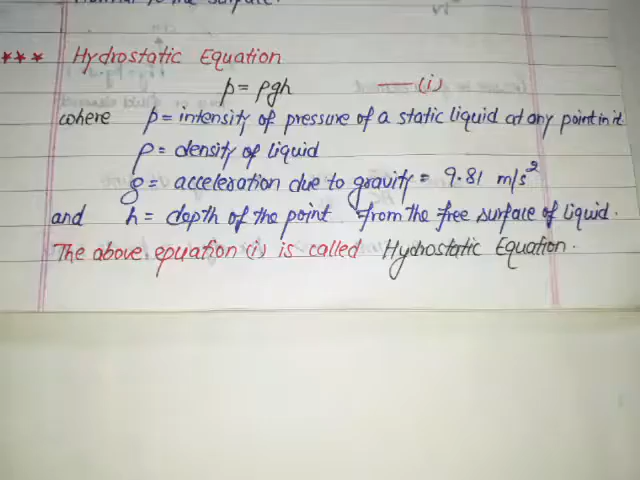 *** Hydrostatic Equation
p = ρgh —(i)
where p = intensity of pressure of a static liquid at any point in it
ρ = density of liquid
g = acceleration due to gravity = 9.81 m/s²
and h = depth of the point from the free surface of liquid.
The above equation (i) is called Hydrostatic Equation.